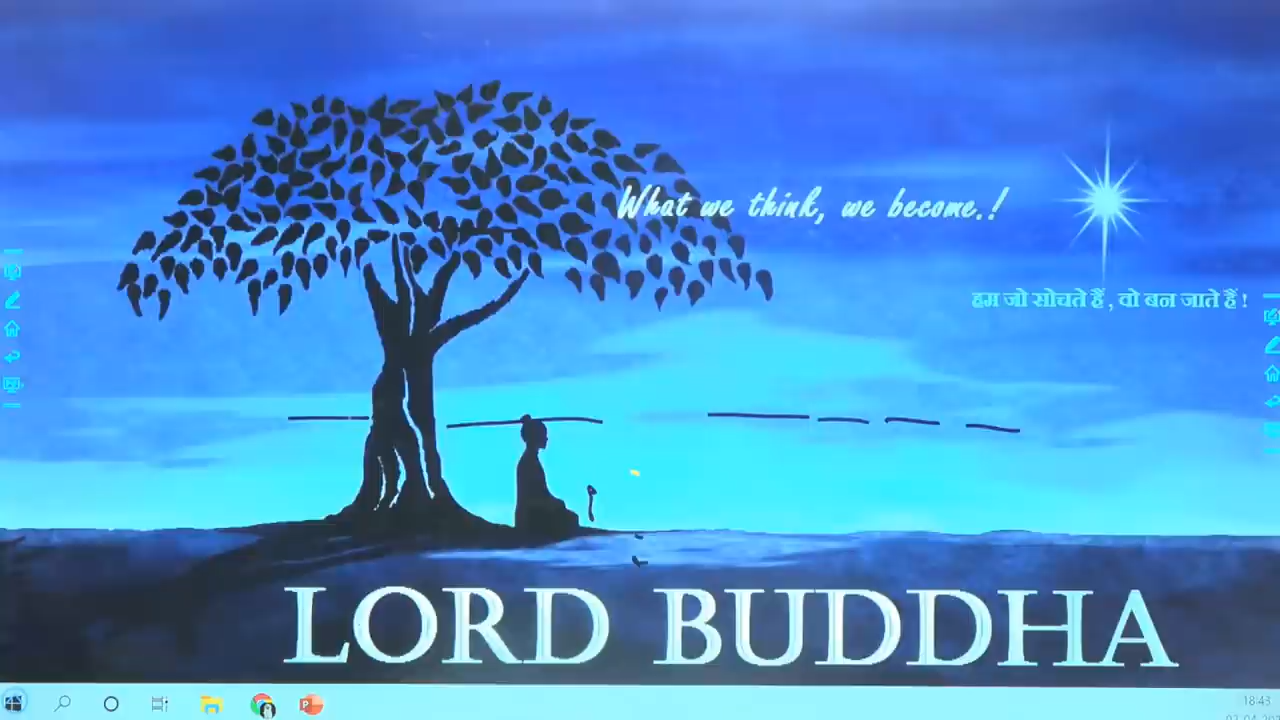 What we think, we become.!
हम जो सोचते हैं, वो बन जाते हैं !
LORD BUDDHA
18:43